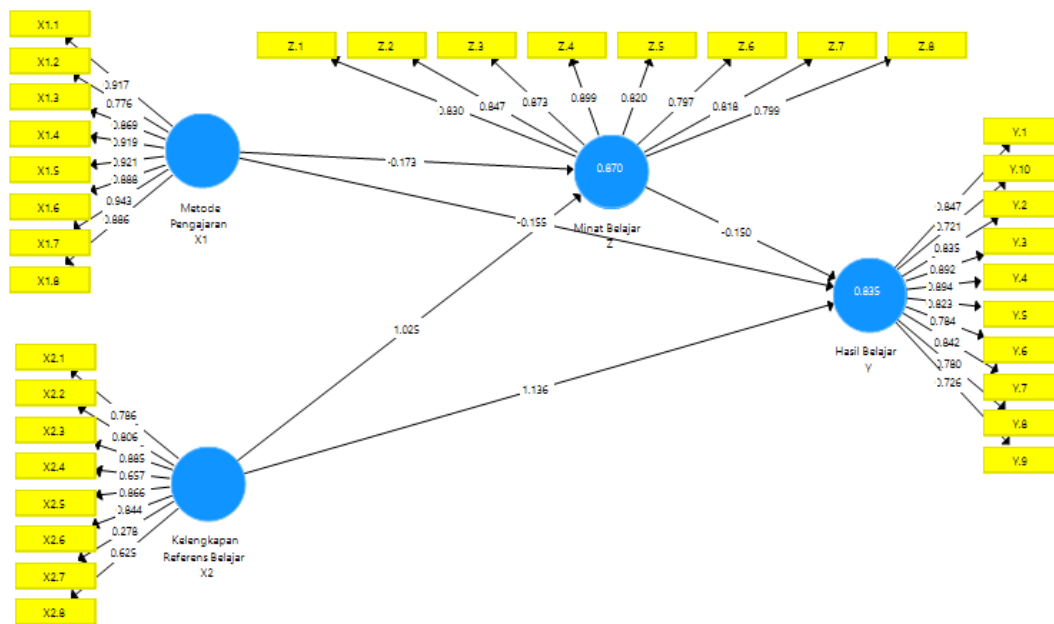 X1.1
X1.2
X1.3
X1.4
X1.5
X1.6
X1.7
X1.8
0.917
0.776
0.869
0.919
0.921
0.888
0.943
0.886
Metode
Pengajaran
X1
Z.1
Z.2
Z.3
Z.4
Z.5
Z.6
Z.7
Z.8
0.830
0.847
0.873
0.899
0.820
0.797
0.818
0.799
0.870
Minat Belajar
Z
-0.173
-0.155
-0.150
1.025
1.136
Y.1
Y.10
Y.2
Y.3
Y.4
Y.5
Y.6
Y.7
Y.8
Y.9
0.847
0.721
0.835
0.892
0.894
0.823
0.784
0.842
0.780
0.726
0.835
Hasil Belajar
Y
X2.1
X2.2
X2.3
X2.4
X2.5
X2.6
X2.7
X2.8
0.786
0.806
0.885
0.657
0.866
0.844
0.278
0.625
Kelengkapan
Referens Belajar
X2